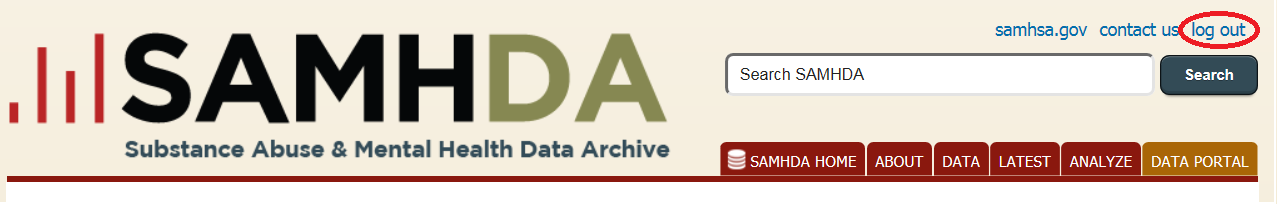 samhsa.gov contact us log out
SAMHDA
Substance Abuse & Mental Health Data Archive
Search SAMHDA
Search
SAMHDA HOME ABOUT DATA LATEST ANALYZE DATA PORTAL